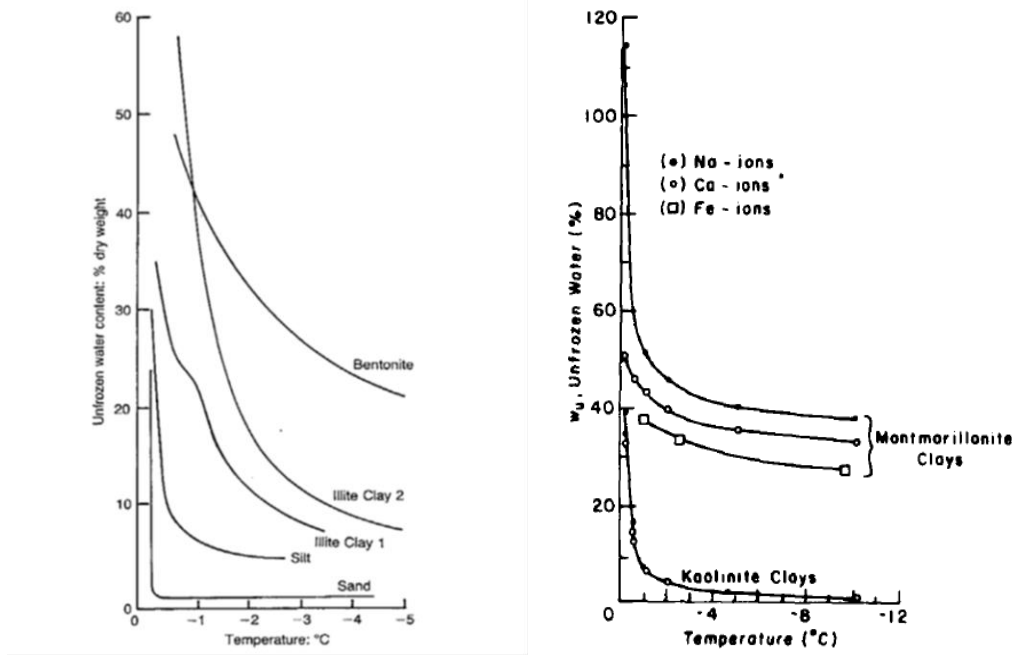 60
50
40
30
20
10
0
Unfrozen water content: % dry weight
Bentonite
Illite Clay 2
Illite Clay 1
Silt
Sand
0 −1 −2 −3 −4 −5
Temperature: °C
120
100
80
60
40
20
wu, Unfrozen Water (%)
(•) Na - ions
(o) Ca - ions
(□) Fe - ions
Montmorillonite
Clays
Kaolinite Clays
0 -4 -8 -12
Temperature (°C)